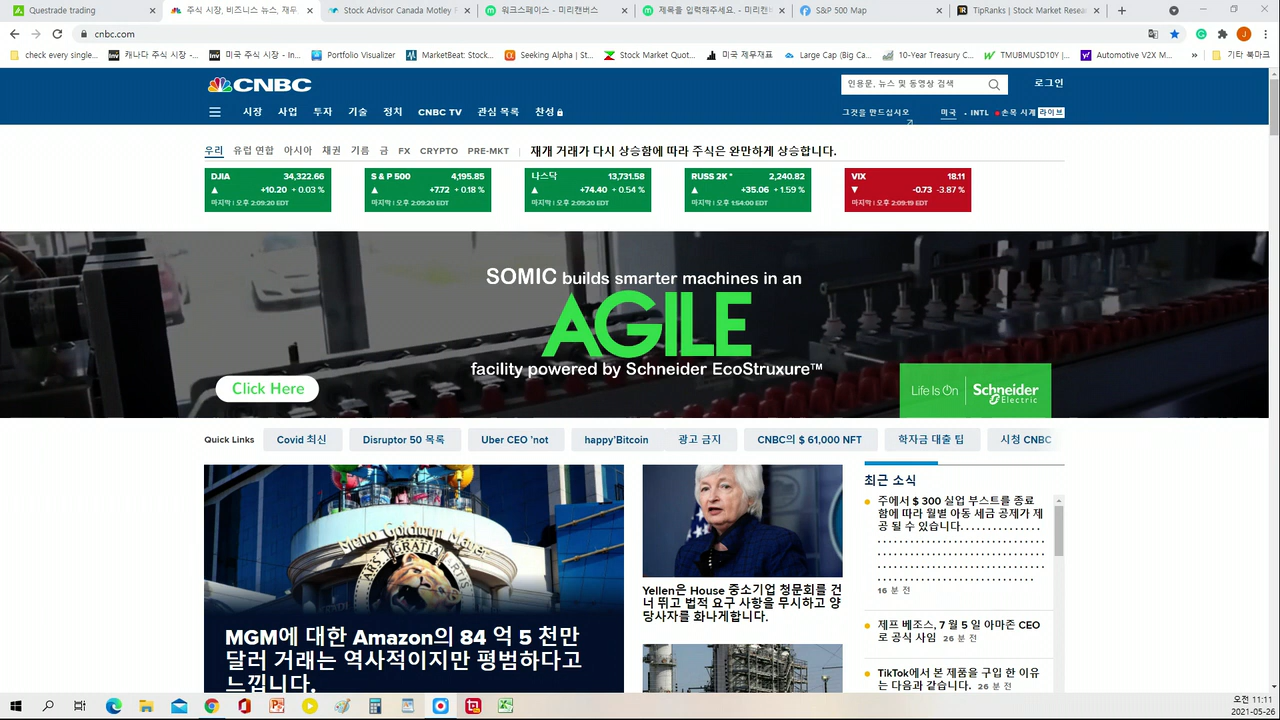 Questrade trading
주식 시장, 비즈니스 뉴스, 재무
Stock Advisor Canada Motley F
워크스페이스 - 미리캔버스
제목을 입력해주세요. - 미리캔버
S&P 500 Map
TipRanks | Stock Market Resea
cnbc.com
check every single...
캐나다 주식 시장 -...
미국 주식 시장 - In...
Portfolio Visualizer
MarketBeat: Stock...
Seeking Alpha | St...
Stock Market Quot...
미국 재무제표
Large Cap (Big Ca...
10-Year Treasury C...
TMUBMUSD10Y |...
Automotive V2X M...
»
기타 북마크
CNBC
인용문, 뉴스 및 동영상 검색
로그인
시장 사업 투자 기술 정치 CNBC TV 관심 목록 찬성
그것을 만드십시오
미국 • INTL
손목 시계 라이브
우리 유럽 연합 아시아 채권 기름 금 FX CRYPTO PRE-MKT
재개 거래가 다시 상승함에 따라 주식은 완만하게 상승합니다.
DJIA 34,322.66
▲ +10.20 +0.03 %
마지막 | 오후 2:09:20 EDT
S & P 500 4,195.85
▲ +7.72 +0.18 %
마지막 | 오후 2:09:20 EDT
나스닥 13,731.58
▲ +74.40 +0.54 %
마지막 | 오후 2:09:20 EDT
RUSS 2K * 2,240.82
▲ +35.06 +1.59 %
마지막 | 오후 1:54:00 EDT
VIX 18.11
▼ -0.73 -3.87 %
마지막 | 오후 2:09:19 EDT
SOMIC builds smarter machines in an
AGILE
facility powered by Schneider EcoStruxure™
Click Here
Life Is On | Schneider Electric
Quick Links
Covid 최신
Disruptor 50 목록
Uber CEO 'not
happy'Bitcoin
광고 금지
CNBC의 $ 61,000 NFT
학자금 대출 팁
시청 CNBC
Metro Goldwyn Mayer
MGM에 대한 Amazon의 84 억 5 천만
달러 거래는 역사적이지만 평범하다고
느낍니다.
Yellen은 House 중소기업 청문회를 건
너 뛰고 법적 요구 사항을 무시하고 양
당사자를 화나게합니다.
최근 소식
주에서 $ 300 실업 부스트를 종료
함에 따라 월별 아동 세금 공제가 제
공 될 수 있습니다. . . . . . . . . . . . . . .
16 분 전
제프 베조스, 7 월 5 일 아마존 CEO
로 공식 사임 26 분 전
TikTok에서 본 제품을 구입 한 이유
는 다음과 같습니다. 26 분 전
오전 11:11
2021-05-26